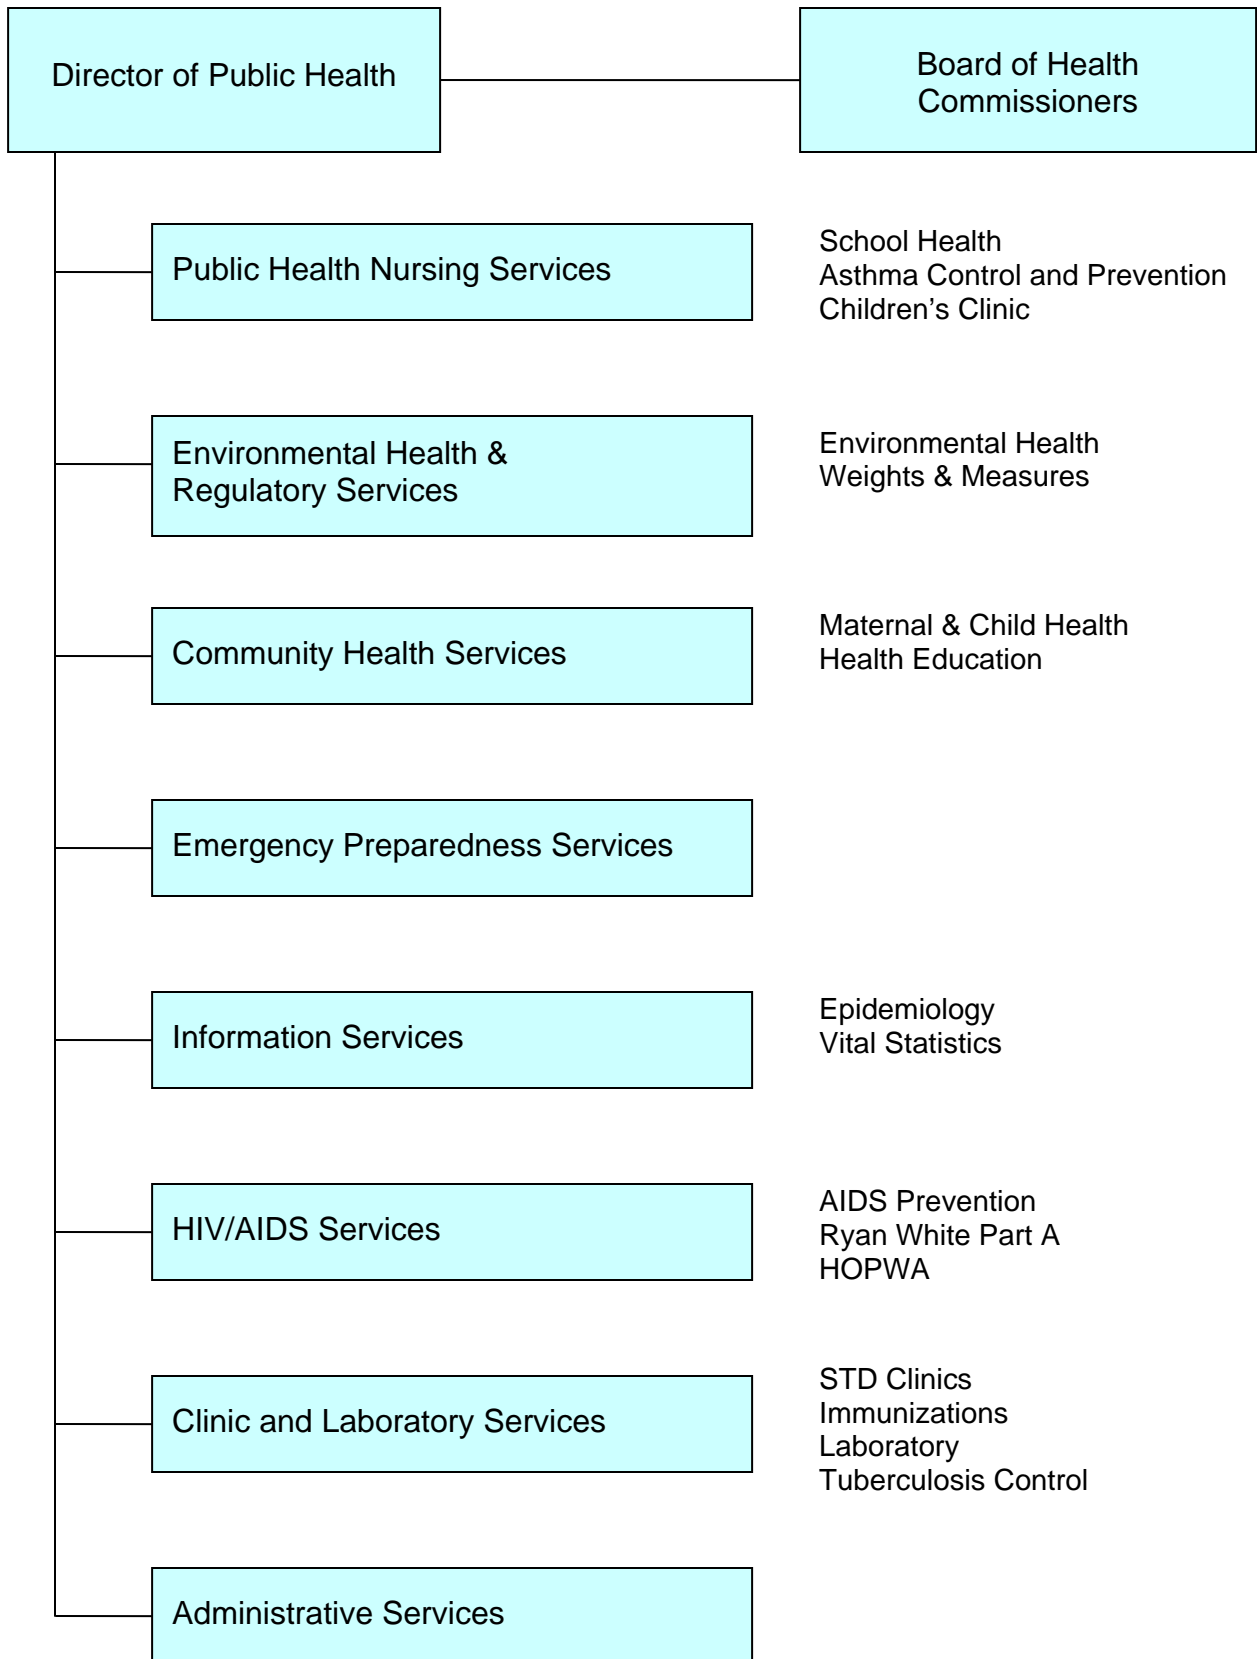 Director of Public Health
Board of Health
Commissioners
Public Health Nursing Services
School Health
Asthma Control and Prevention
Children’s Clinic
Environmental Health &
Regulatory Services
Environmental Health
Weights & Measures
Community Health Services
Maternal & Child Health
Health Education
Emergency Preparedness Services
Information Services
Epidemiology
Vital Statistics
HIV/AIDS Services
AIDS Prevention
Ryan White Part A
HOPWA
Clinic and Laboratory Services
STD Clinics
Immunizations
Laboratory
Tuberculosis Control
Administrative Services